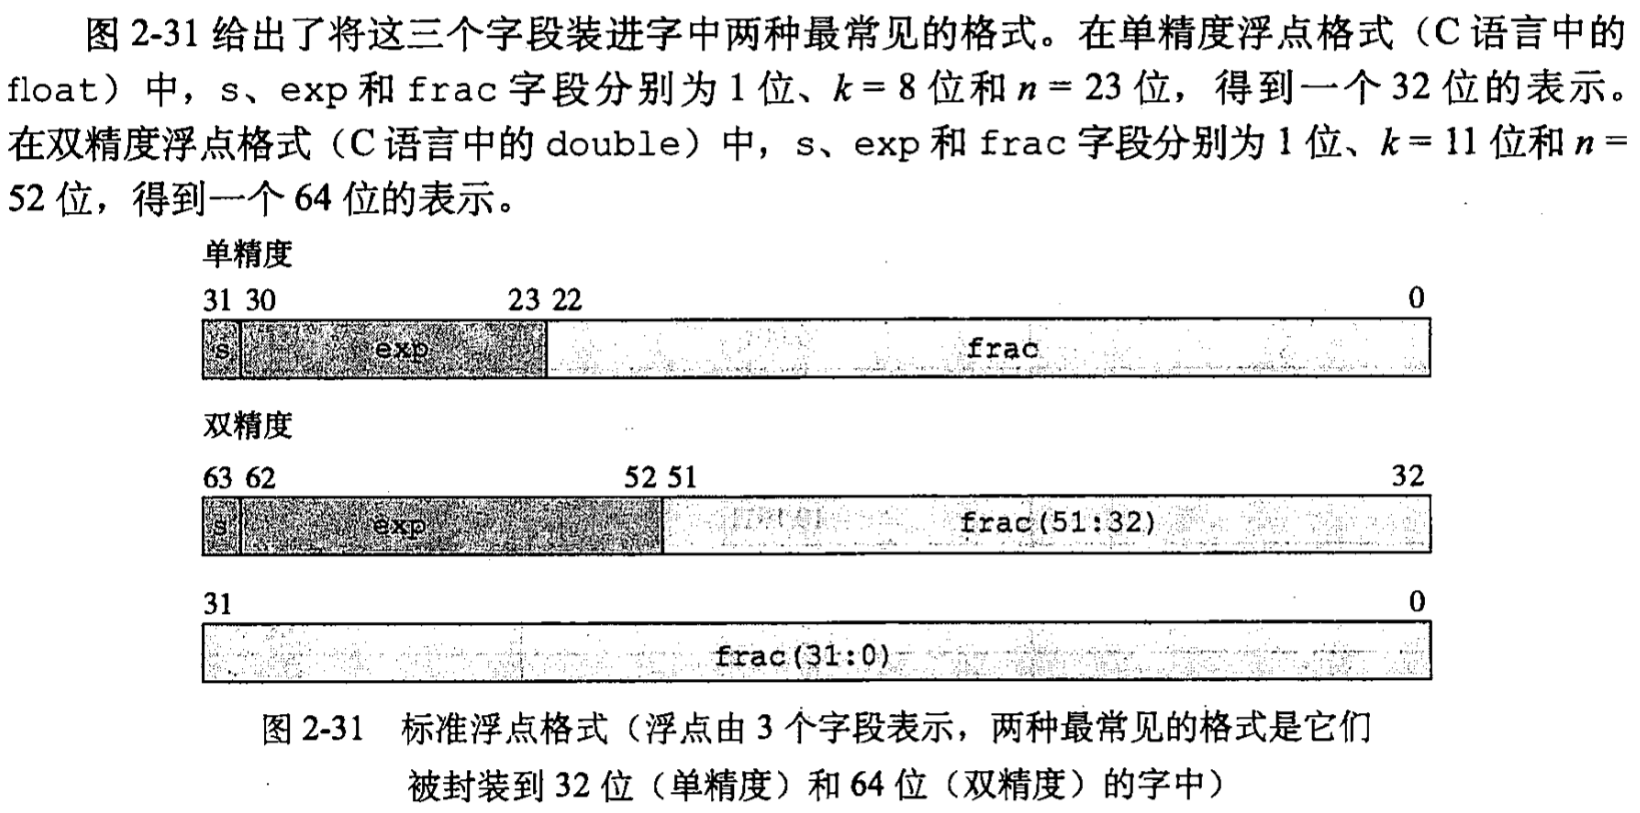 图 2-31 给出了将这三个字段装进字中两种最常见的格式。在单精度浮点格式（C 语言中的
float）中，s、exp 和 frac 字段分别为 1 位、k = 8 位和 n = 23 位，得到一个 32 位的表示。
在双精度浮点格式（C 语言中的 double）中，s、exp 和 frac 字段分别为 1 位、k = 11 位和 n =
52 位，得到一个 64 位的表示。
单精度
31 30 23 22 0
s exp frac
双精度
63 62 52 51 32
s exp frac(51:32)
31 0
frac(31:0)
图 2-31 标准浮点格式（浮点由 3 个字段表示，两种最常见的格式是它们
被封装到 32 位（单精度）和 64 位（双精度）的字中）